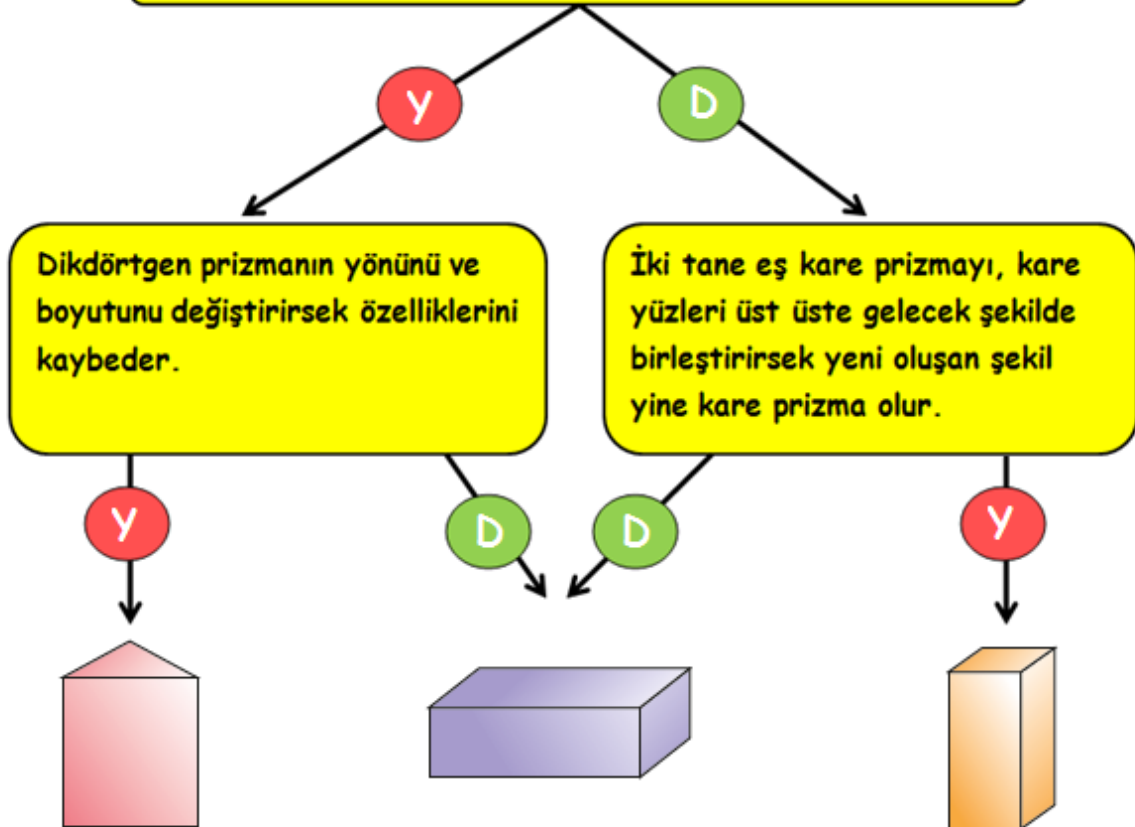 Y
D
Dikdörtgen prizmanın yönünü ve
boyutunu değiştirirsek özelliklerini
kaybeder.
İki tane eş kare prizmayı, kare
yüzleri üst üste gelecek şekilde
birleştirirsek yeni oluşan şekil
yine kare prizma olur.
Y
D
D
Y